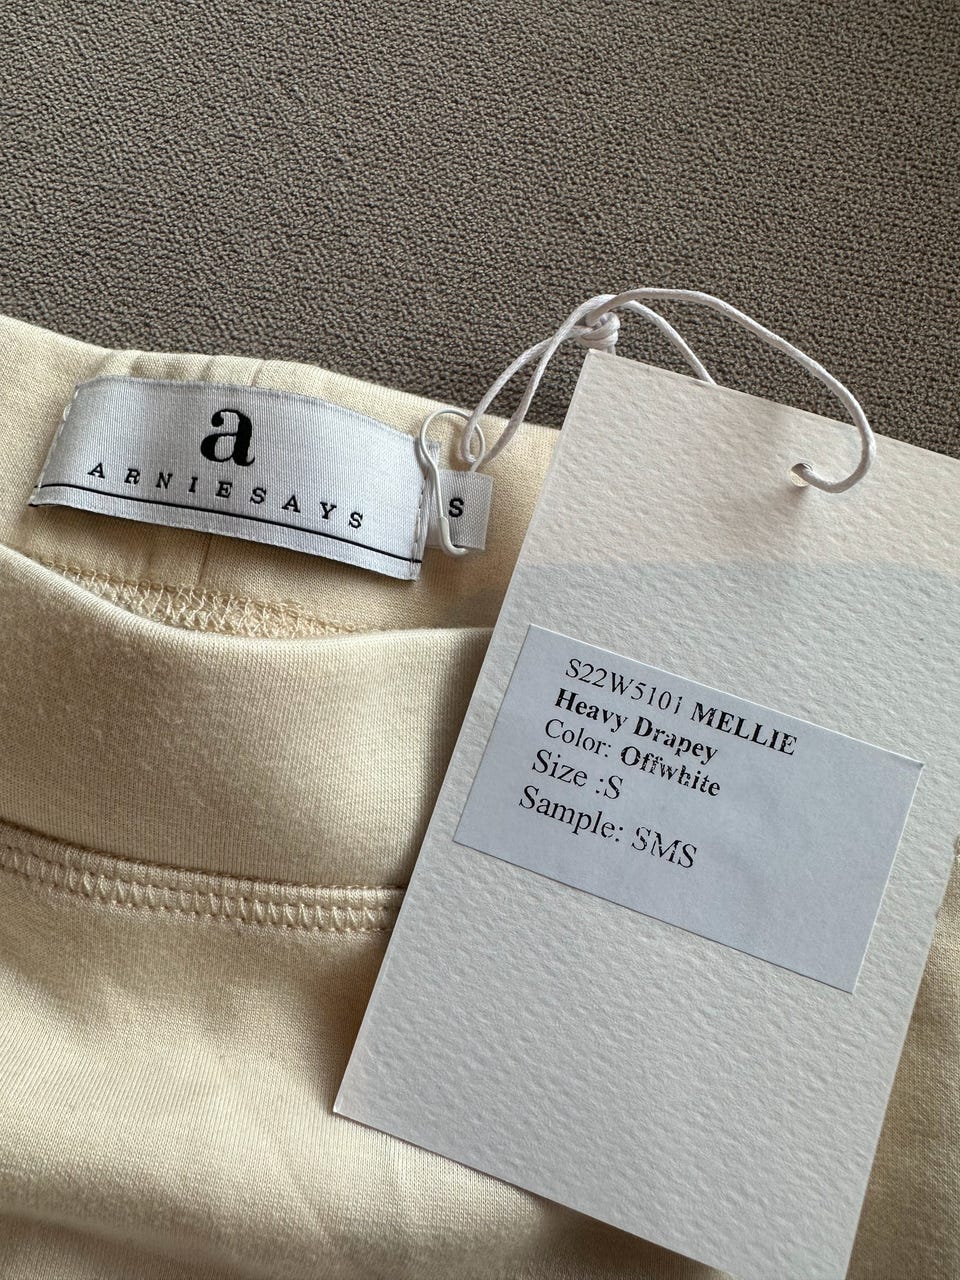 a
ARNIESAYS
S
S22W5101 MELLIE
Heavy Drapey
Color: Offwhite
Size :S
Sample: SMS